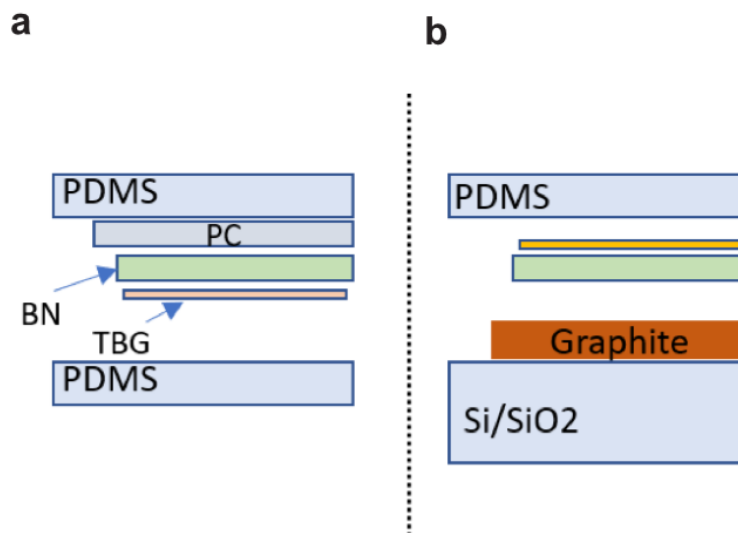 a
b
PDMS
PC
BN
TBG
PDMS
PDMS
Graphite
Si/SiO2